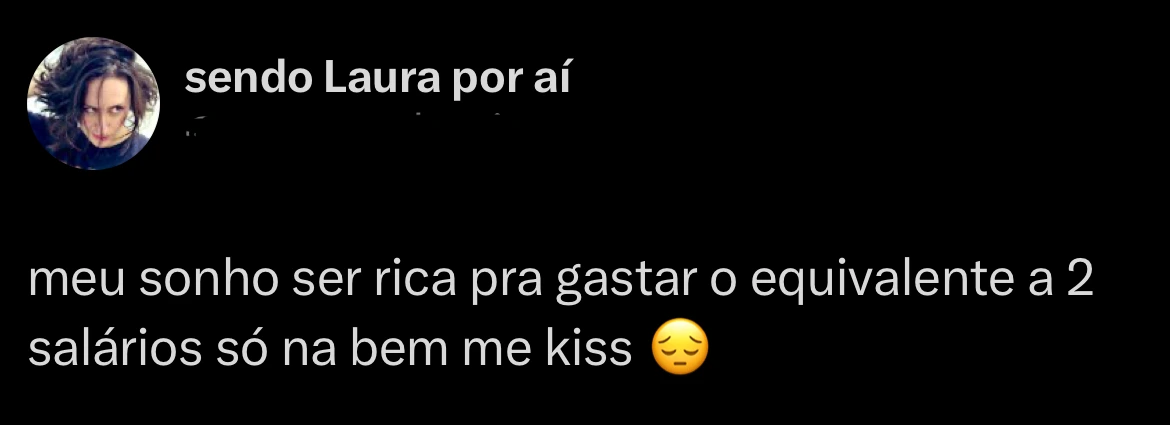 sendo Laura por aí
meu sonho ser rica pra gastar o equivalente a 2
salários só na bem me kiss 😔